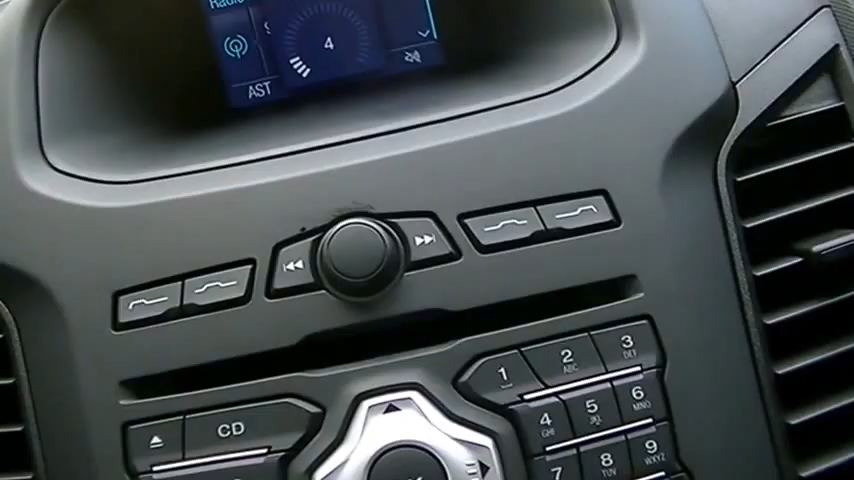 Radio
4
AST
1
2
ABC
3
DEF
CD
4
GHI
5
JKL
6
MNO
7
8
TUV
9
WXYZ